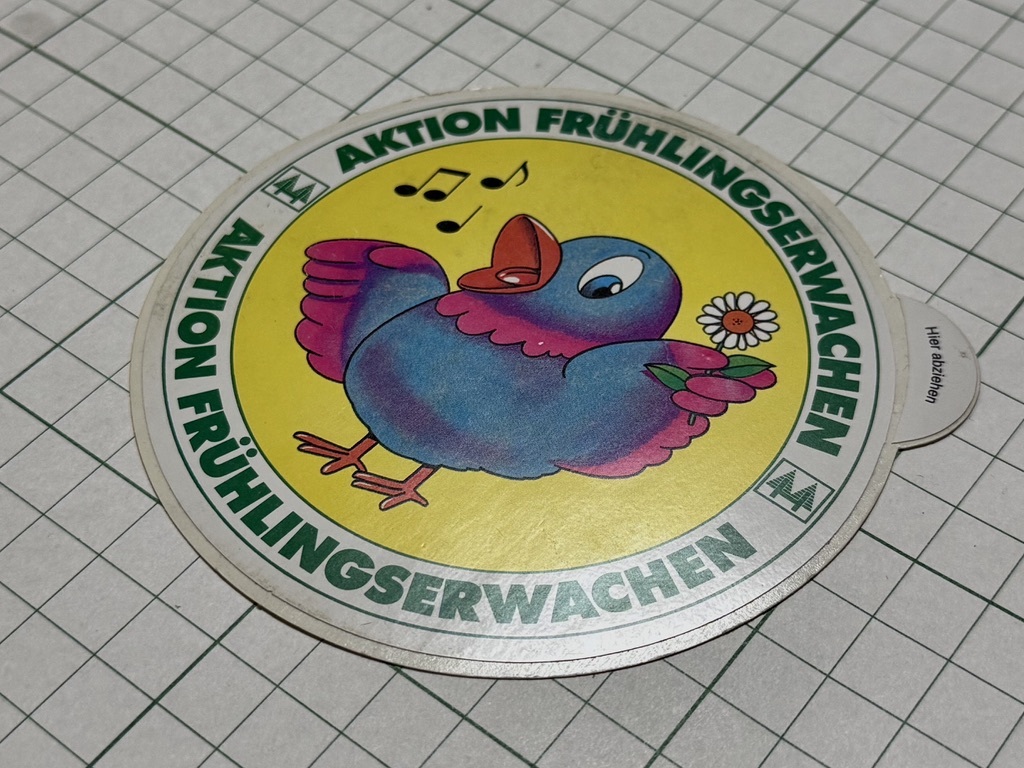 AKTION FRÜHLINGSERWACHEN
AKTION FRÜHLINGSERWACHEN
Hier abziehen